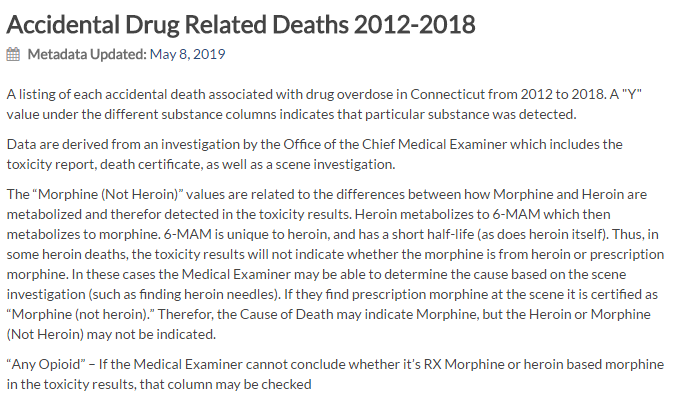 Accidental Drug Related Deaths 2012-2018
Metadata Updated: May 8, 2019
A listing of each accidental death associated with drug overdose in Connecticut from 2012 to 2018. A "Y"
value under the different substance columns indicates that particular substance was detected.
Data are derived from an investigation by the Office of the Chief Medical Examiner which includes the
toxicity report, death certificate, as well as a scene investigation.
The “Morphine (Not Heroin)” values are related to the differences between how Morphine and Heroin are
metabolized and therefor detected in the toxicity results. Heroin metabolizes to 6-MAM which then
metabolizes to morphine. 6-MAM is unique to heroin, and has a short half-life (as does heroin itself). Thus, in
some heroin deaths, the toxicity results will not indicate whether the morphine is from heroin or prescription
morphine. In these cases the Medical Examiner may be able to determine the cause based on the scene
investigation (such as finding heroin needles). If they find prescription morphine at the scene it is certified as
“Morphine (not heroin).” Therefor, the Cause of Death may indicate Morphine, but the Heroin or Morphine
(Not Heroin) may not be indicated.
“Any Opioid” – If the Medical Examiner cannot conclude whether it’s RX Morphine or heroin based morphine
in the toxicity results, that column may be checked